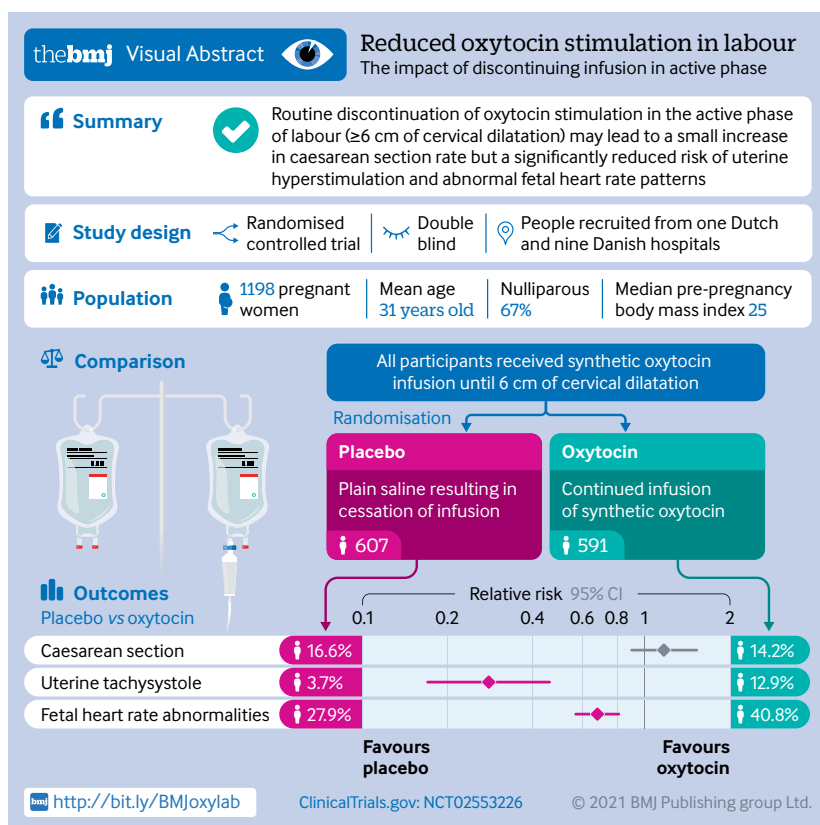 thebmj Visual Abstract
Reduced oxytocin stimulation in labour
The impact of discontinuing infusion in active phase
Summary
Routine discontinuation of oxytocin stimulation in the active phase
of labour (≥6 cm of cervical dilatation) may lead to a small increase
in caesarean section rate but a significantly reduced risk of uterine
hyperstimulation and abnormal fetal heart rate patterns
Study design
Randomised
controlled trial
Double
blind
People recruited from one Dutch
and nine Danish hospitals
Population
1198 pregnant
women
Mean age
31 years old
Nulliparous
67%
Median pre-pregnancy
body mass index 25
Comparison
All participants received synthetic oxytocin
infusion until 6 cm of cervical dilatation
Randomisation
Placebo
Plain saline resulting in
cessation of infusion
607
Oxytocin
Continued infusion
of synthetic oxytocin
591
Outcomes
Placebo vs oxytocin
Relative risk 95% CI
0.1 0.2 0.4 0.6 0.8 1 2
Caesarean section 16.6% 14.2%
Uterine tachysystole 3.7% 12.9%
Fetal heart rate abnormalities 27.9% 40.8%
Favours
placebo
Favours
oxytocin
bmj http://bit.ly/BMJoxylab
ClinicalTrials.gov: NCT02553226
© 2021 BMJ Publishing group Ltd.